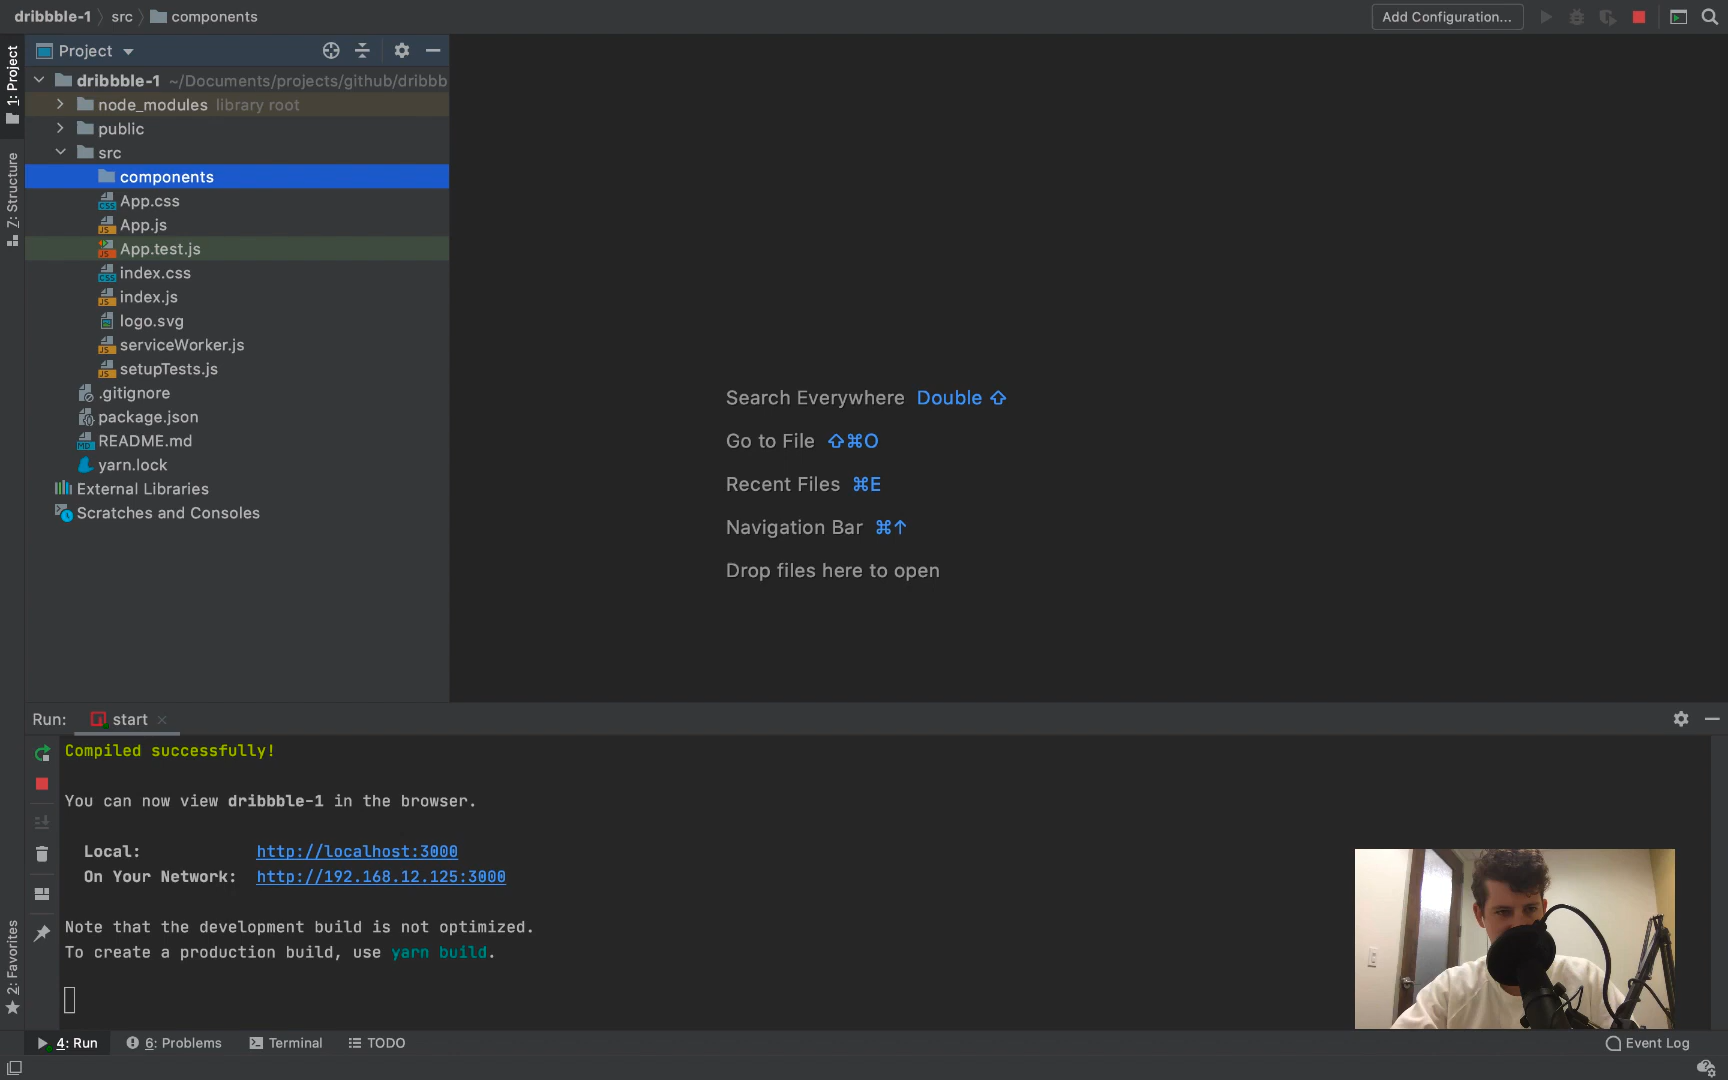 dribbble-1 src components
Add Configuration...
1: Project
Project
dribbble-1 ~/Documents/projects/github/dribbb
node_modules library root
public
src
components
App.css
App.js
App.test.js
index.css
index.js
logo.svg
serviceWorker.js
setupTests.js
.gitignore
package.json
README.md
yarn.lock
External Libraries
Scratches and Consoles
Z: Structure
Search Everywhere Double ⇧
Go to File ⇧⌘O
Recent Files ⌘E
Navigation Bar ⌘↑
Drop files here to open
Run: start
Compiled successfully!
You can now view dribbble-1 in the browser.
Local: http://localhost:3000
On Your Network: http://192.168.12.125:3000
Note that the development build is not optimized.
To create a production build, use yarn build.
2: Favorites
4: Run 6: Problems Terminal TODO Event Log